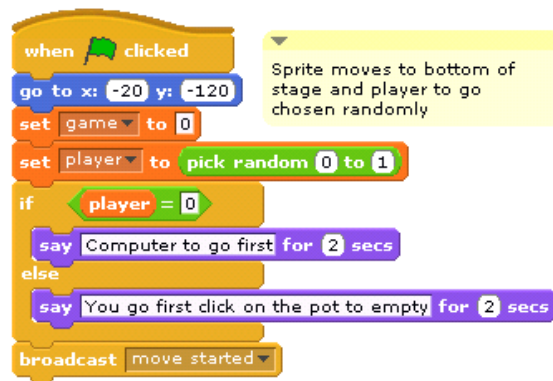 when clicked
go to x: -20 y: -120
set game to 0
set player to pick random 0 to 1
if player = 0
say Computer to go first for 2 secs
else
say You go first click on the pot to empty for 2 secs
broadcast move started
Sprite moves to bottom of
stage and player to go
chosen randomly